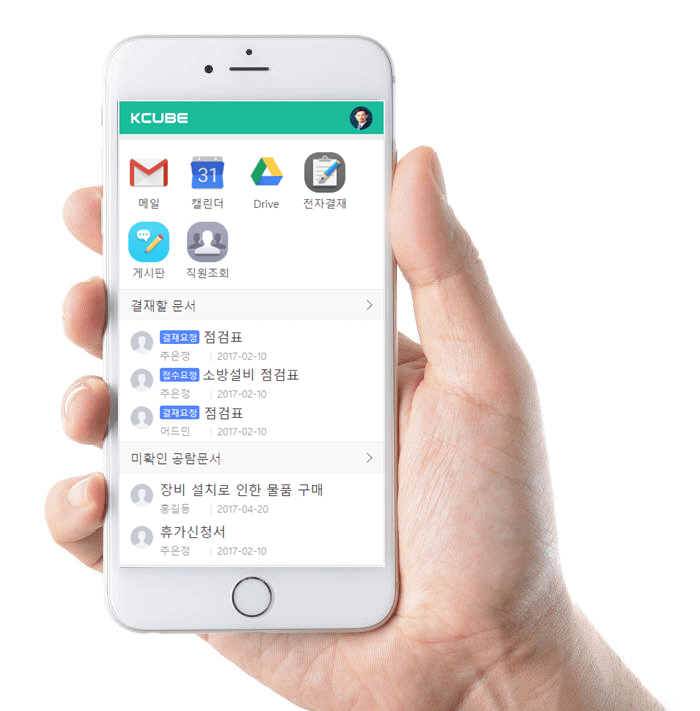 KCUBE
31
메일 캘린더 Drive 전자결재
게시판 직원조회
결재할 문서
결재요청 점검표
주은정 | 2017-02-10
접수요청 소방설비 점검표
주은정 | 2017-02-10
결재요청 점검표
어드민 | 2017-02-10
미확인 공람문서
장비 설치로 인한 물품 구매
홍길동 | 2017-04-20
휴가신청서
주은정 | 2017-02-10